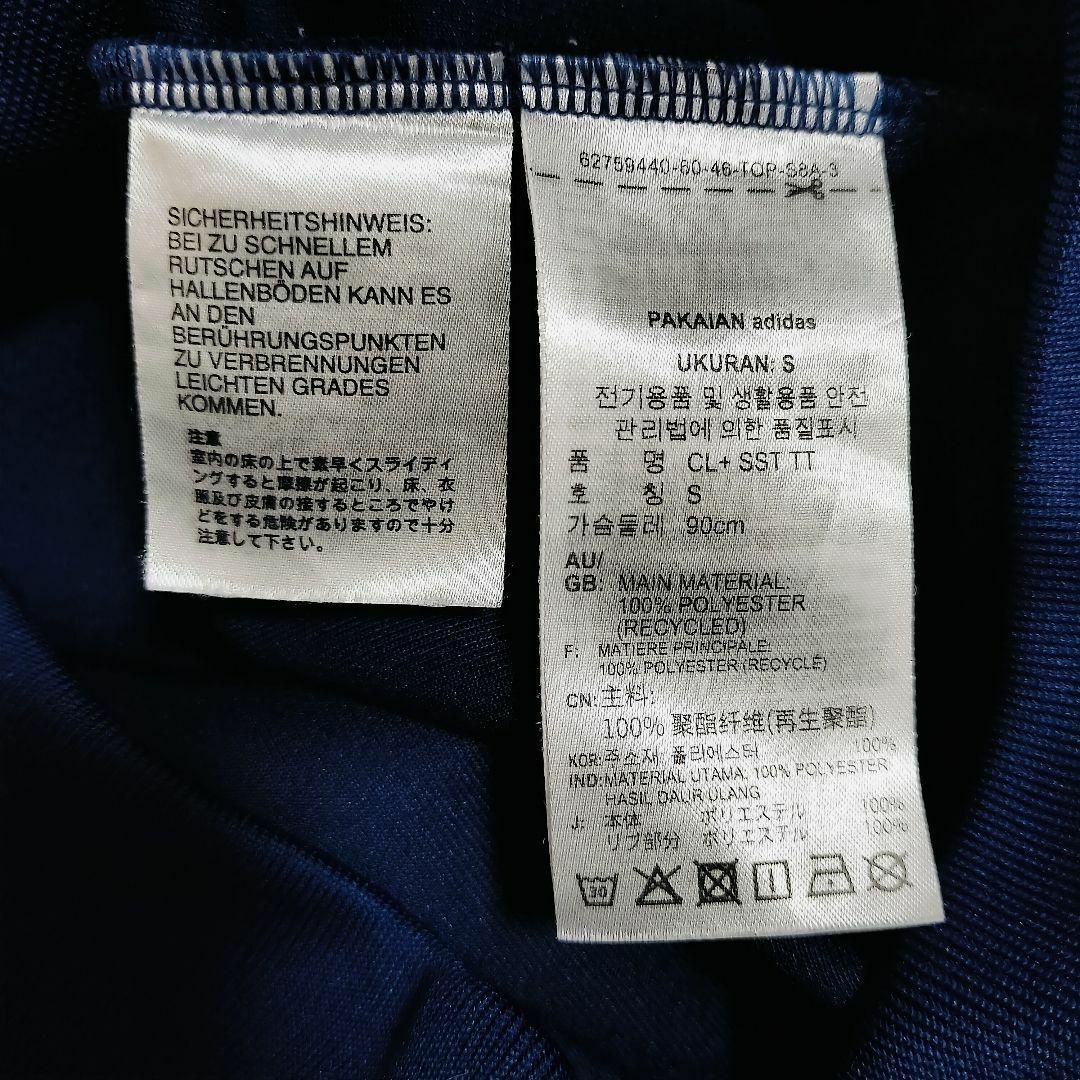 SICHERHEITSHINWEIS:
BEI ZU SCHNELLEM
RUTSCHEN AUF
HALLENBÖDEN KANN ES
AN DEN
BERÜHRUNGSPUNKTEN
ZU VERBRENNUNGEN
LEICHTEN GRADES
KOMMEN.
注意
室内の床の上で素早くスライディ
ングすると摩擦が起こり、床、衣
服及び皮膚の接するところでやけ
どをする危険がありますので十分
注意して下さい。
62759440-60-46-TOP-S8A-3
PAKAIAN adidas
UKURAN: S
전기용품 및 생활용품 안전
관리법에 의한 품질표시
품 명 CL+ SST TT
호 칭 S
가슴둘레 90cm
AU/
GB: MAIN MATERIAL:
100% POLYESTER
(RECYCLED)
F: MATIERE PRINCIPALE:
100% POLYESTER (RECYCLÉ)
CN: 主料:
100% 聚酯纤维(再生聚酯)
KOR: 주소재: 폴리에스터 100%
IND: MATERIAL UTAMA: 100% POLYESTER
HASIL DAUR ULANG
J: 本体 ポリエステル 100%
リブ部分 ポリエステル 100%
30